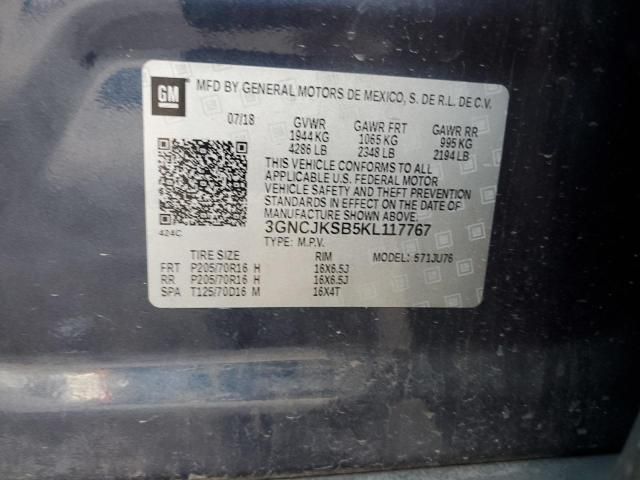 GM
MFD BY GENERAL MOTORS DE MEXICO, S. DE R.L. DE C.V.
07/18 GVWR GAWR FRT GAWR RR
1944 KG 1065 KG 995 KG
4286 LB 2348 LB 2194 LB
THIS VEHICLE CONFORMS TO ALL
APPLICABLE U.S. FEDERAL MOTOR
VEHICLE SAFETY AND THEFT PREVENTION
STANDARDS IN EFFECT ON THE DATE OF
MANUFACTURE SHOWN ABOVE.
424C 3GNCJKSB5KL117767
TYPE: M.P.V. MODEL: 571JU76
TIRE SIZE RIM
FRT P205/70R16 H 16X6.5J
RR P205/70R16 H 16X6.5J
SPA T125/70D16 M 16X4T